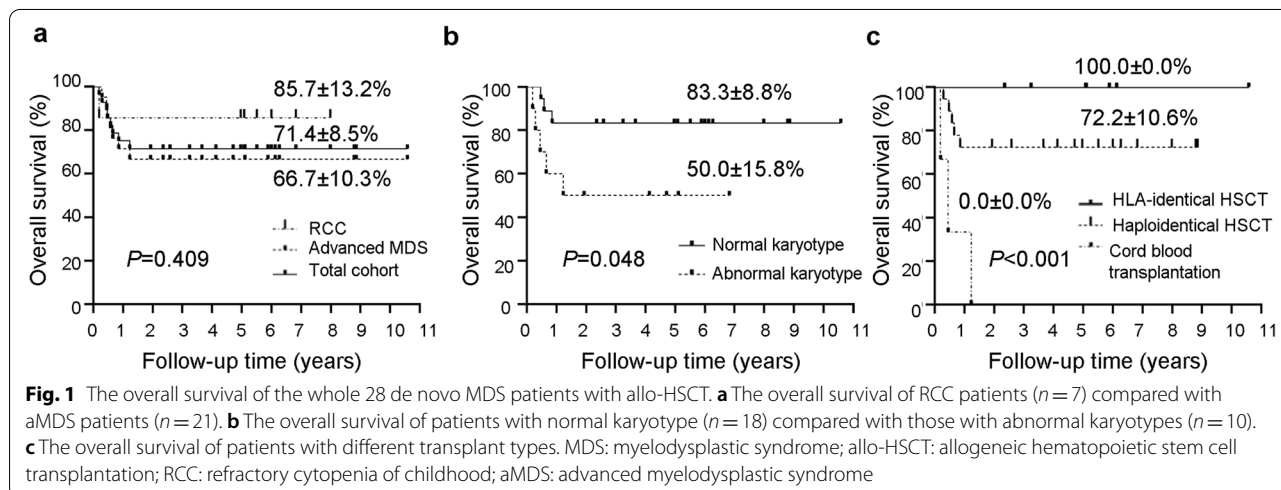 a
Overall survival (%)
100
80
60
40
20
0
85.7±13.2%
71.4±8.5%
66.7±10.3%
P=0.409
RCC
Advanced MDS
Total cohort
0 1 2 3 4 5 6 7 8 9 10 11
Follow-up time (years)
b
Overall survival (%)
100
80
60
40
20
0
83.3±8.8%
50.0±15.8%
P=0.048
Normal karyotype
Abnormal karyotype
0 1 2 3 4 5 6 7 8 9 10 11
Follow-up time (years)
c
Overall survival (%)
100
80
60
40
20
0
100.0±0.0%
72.2±10.6%
0.0±0.0%
P<0.001
HLA-identical HSCT
Haploidentical HSCT
Cord blood
transplantation
0 1 2 3 4 5 6 7 8 9 10 11
Follow-up time (years)
Fig. 1 The overall survival of the whole 28 de novo MDS patients with allo-HSCT. a The overall survival of RCC patients (n = 7) compared with
aMDS patients (n = 21). b The overall survival of patients with normal karyotype (n = 18) compared with those with abnormal karyotypes (n = 10).
c The overall survival of patients with different transplant types. MDS: myelodysplastic syndrome; allo-HSCT: allogeneic hematopoietic stem cell
transplantation; RCC: refractory cytopenia of childhood; aMDS: advanced myelodysplastic syndrome